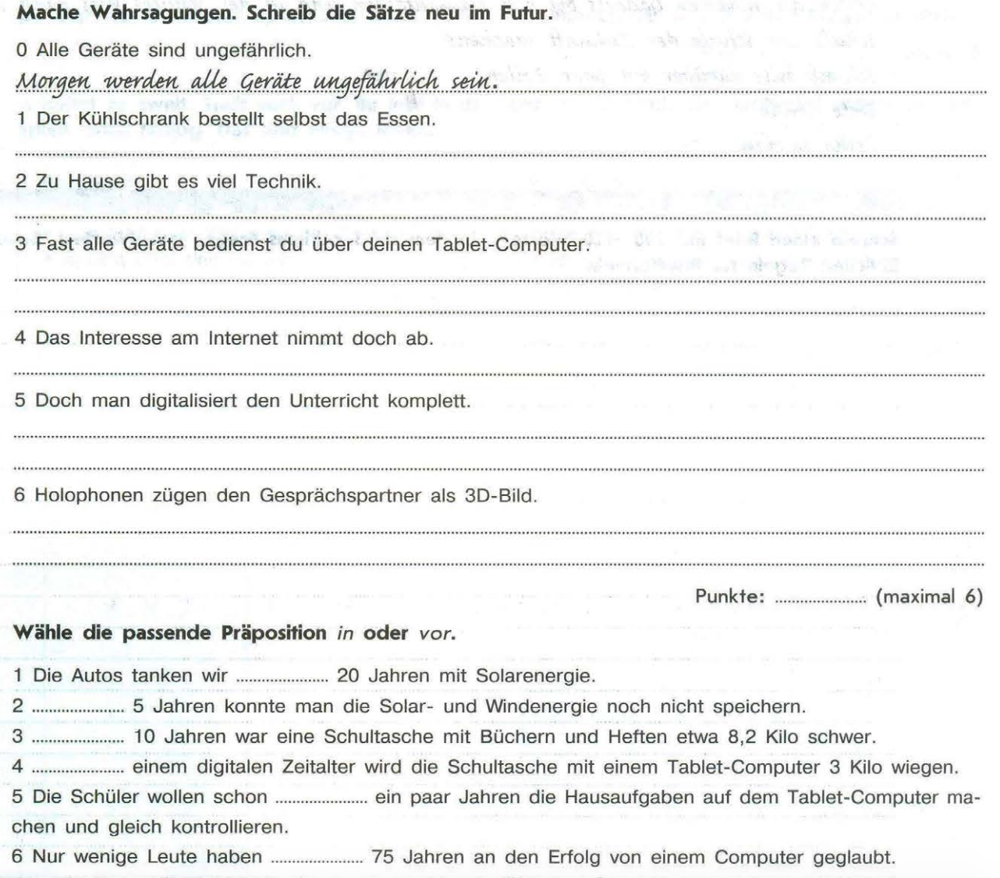 Mache Wahrsagungen. Schreib die Sätze neu im Futur.
0 Alle Geräte sind ungefährlich.
Morgen werden alle Geräte ungefährlich sein.
1 Der Kühlschrank bestellt selbst das Essen.
2 Zu Hause gibt es viel Technik.
3 Fast alle Geräte bedienst du über deinen Tablet-Computer.
4 Das Interesse am Internet nimmt doch ab.
5 Doch man digitalisiert den Unterricht komplett.
6 Holophonen zügen den Gesprächspartner als 3D-Bild.
Punkte: .................... (maximal 6)
Wähle die passende Präposition in oder vor.
1 Die Autos tanken wir .................... 20 Jahren mit Solarenergie.
2 .................... 5 Jahren konnte man die Solar- und Windenergie noch nicht speichern.
3 .................... 10 Jahren war eine Schultasche mit Büchern und Heften etwa 8,2 Kilo schwer.
4 .................... einem digitalen Zeitalter wird die Schultasche mit einem Tablet-Computer 3 Kilo wiegen.
5 Die Schüler wollen schon .................... ein paar Jahren die Hausaufgaben auf dem Tablet-Computer ma-
chen und gleich kontrollieren.
6 Nur wenige Leute haben .................... 75 Jahren an den Erfolg von einem Computer geglaubt.